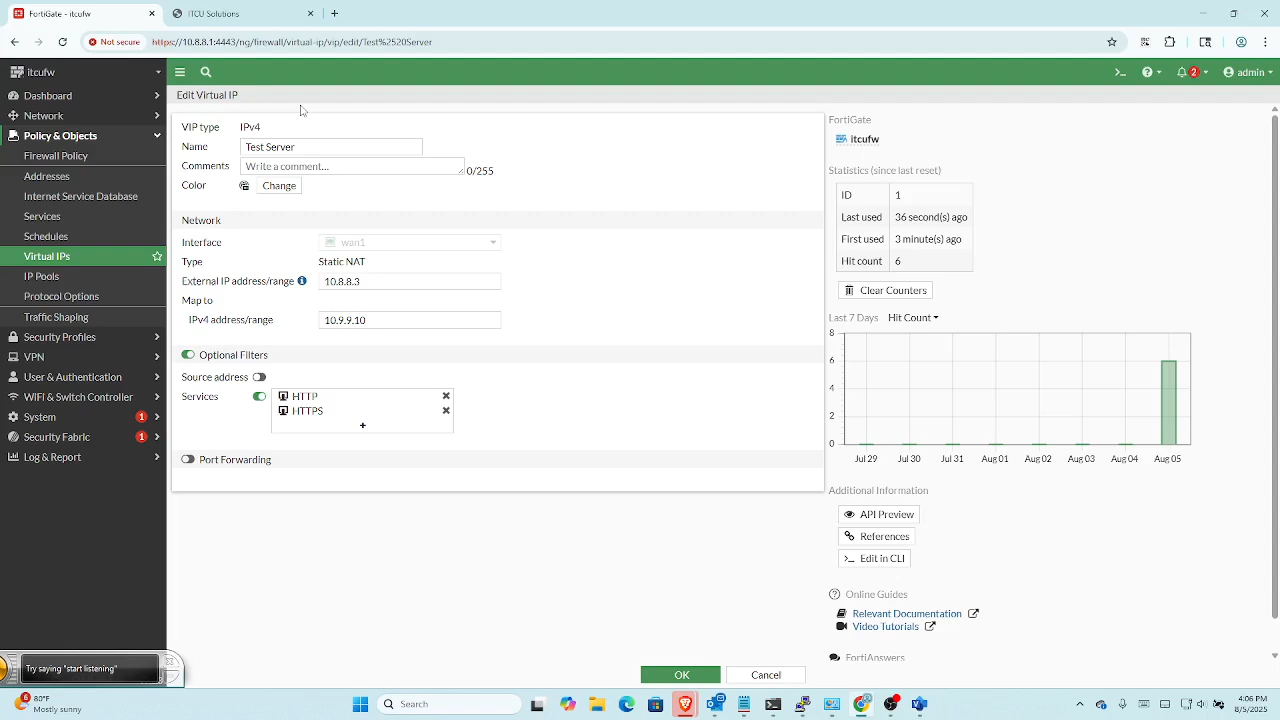 FortiGate - itcufw
ITCU Solutions
Not secure
https://10.8.8.1:4443/ng/firewall/virtual-ip/vip/edit/Test%2520Server
itcufw
2
admin
Dashboard
Network
Policy & Objects
Firewall Policy
Addresses
Internet Service Database
Services
Schedules
Virtual IPs
IP Pools
Protocol Options
Traffic Shaping
Security Profiles
VPN
User & Authentication
WiFi & Switch Controller
System 1
Security Fabric 1
Log & Report
Edit Virtual IP
VIP type IPv4
Name Test Server
Comments Write a comment... 0/255
Color Change
Network
Interface wan1
Type Static NAT
External IP address/range 10.8.8.3
Map to
IPv4 address/range 10.9.9.10
Optional Filters
Source address
Services HTTP
HTTPS
Port Forwarding
OK Cancel
FortiGate
itcufw
Statistics (since last reset)
ID 1
Last used 36 second(s) ago
First used 3 minute(s) ago
Hit count 6
Clear Counters
Last 7 Days Hit Count
8
6
4
2
0
Jul 29 Jul 30 Jul 31 Aug 01 Aug 02 Aug 03 Aug 04 Aug 05
Additional Information
API Preview
References
Edit in CLI
Online Guides
Relevant Documentation
Video Tutorials
FortiAnswers
Try saying "start listening"
6
80°F
Mostly sunny
Search
4:06 PM
8/5/2025